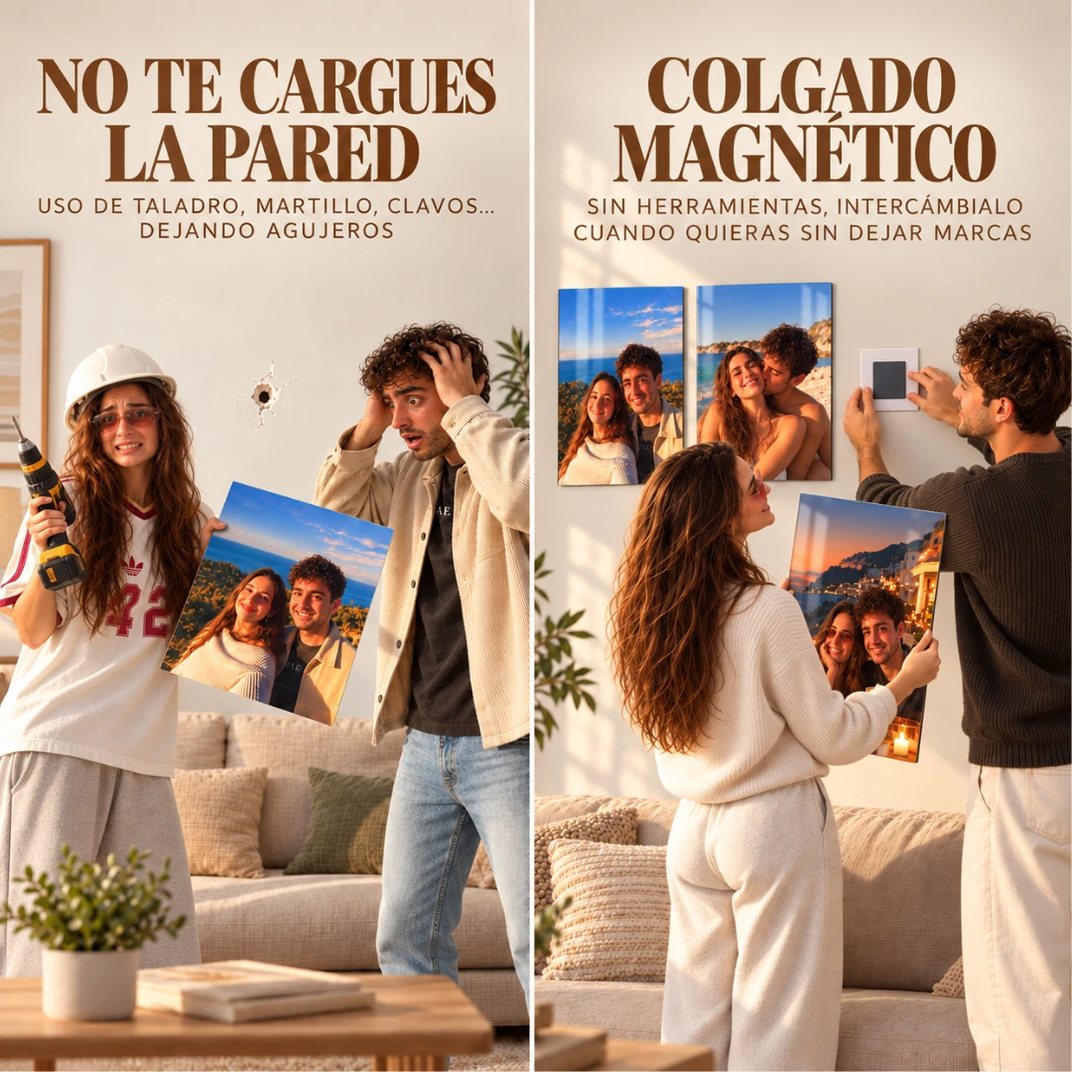 NO TE CARGUES
LA PARED
USO DE TALADRO, MARTILLO, CLAVOS...
DEJANDO AGUJEROS
COLGADO
MAGNÉTICO
SIN HERRAMIENTAS, INTERCÁMBIALO
CUANDO QUIERAS SIN DEJAR MARCAS
42